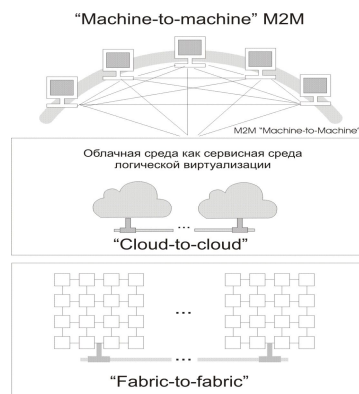 “Machine-to-machine” M2M
M2M “Machine-to-Machine”
Облачная среда как сервисная среда
логической виртуализации
...
“Cloud-to-cloud”
...
...
“Fabric-to-fabric”